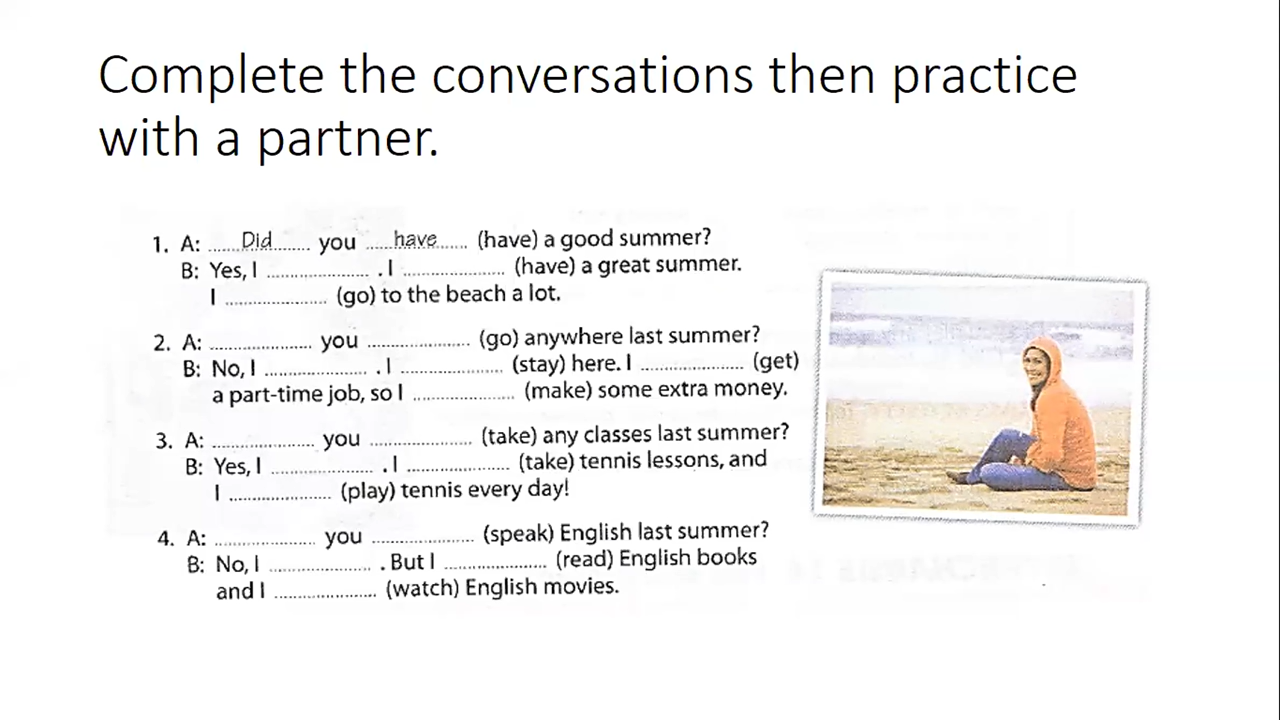 Complete the conversations then practice
with a partner.
1. A: ......Did...... you ......have...... (have) a good summer?
B: Yes, I .................... . I .................... (have) a great summer.
I .................... (go) to the beach a lot.
2. A: .................... you .................... (go) anywhere last summer?
B: No, I .................... . I .................... (stay) here. I .................... (get)
a part-time job, so I .................... (make) some extra money.
3. A: .................... you .................... (take) any classes last summer?
B: Yes, I .................... . I .................... (take) tennis lessons, and
I .................... (play) tennis every day!
4. A: .................... you .................... (speak) English last summer?
B: No, I .................... . But I .................... (read) English books
and I .................... (watch) English movies.